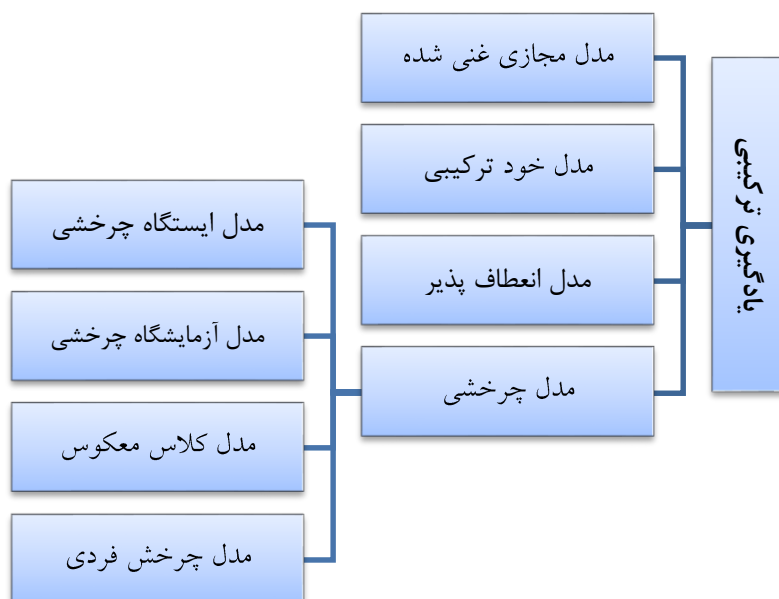 یادگیری ترکیبی
مدل مجازی غنی شده
مدل خود ترکیبی
مدل انعطاف پذیر
مدل چرخشی
مدل ایستگاه چرخشی
مدل آزمایشگاه چرخشی
مدل کلاس معکوس
مدل چرخش فردی